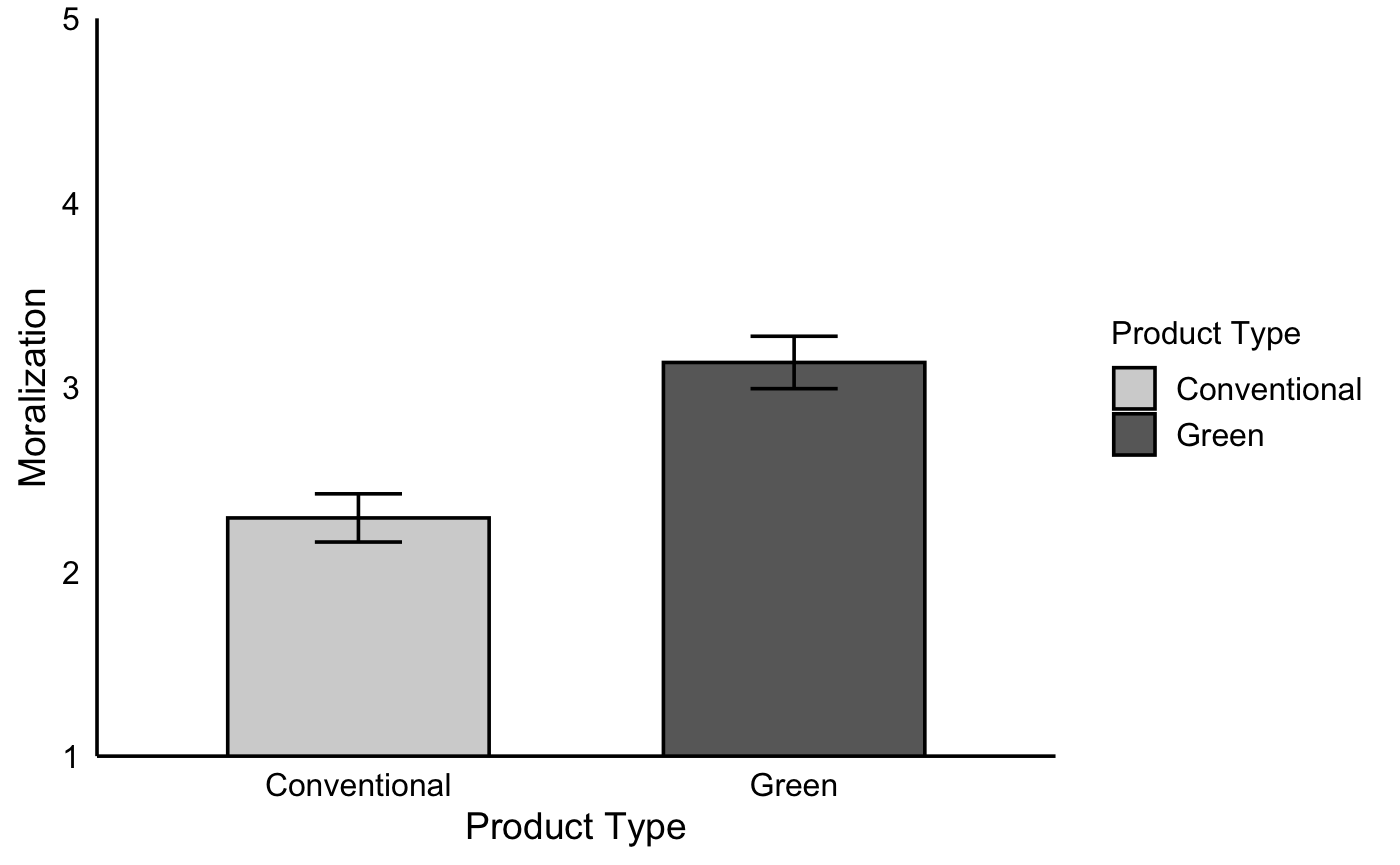 5
4
3
2
1
Moralization
Conventional
Green
Product Type
Product Type
Conventional
Green